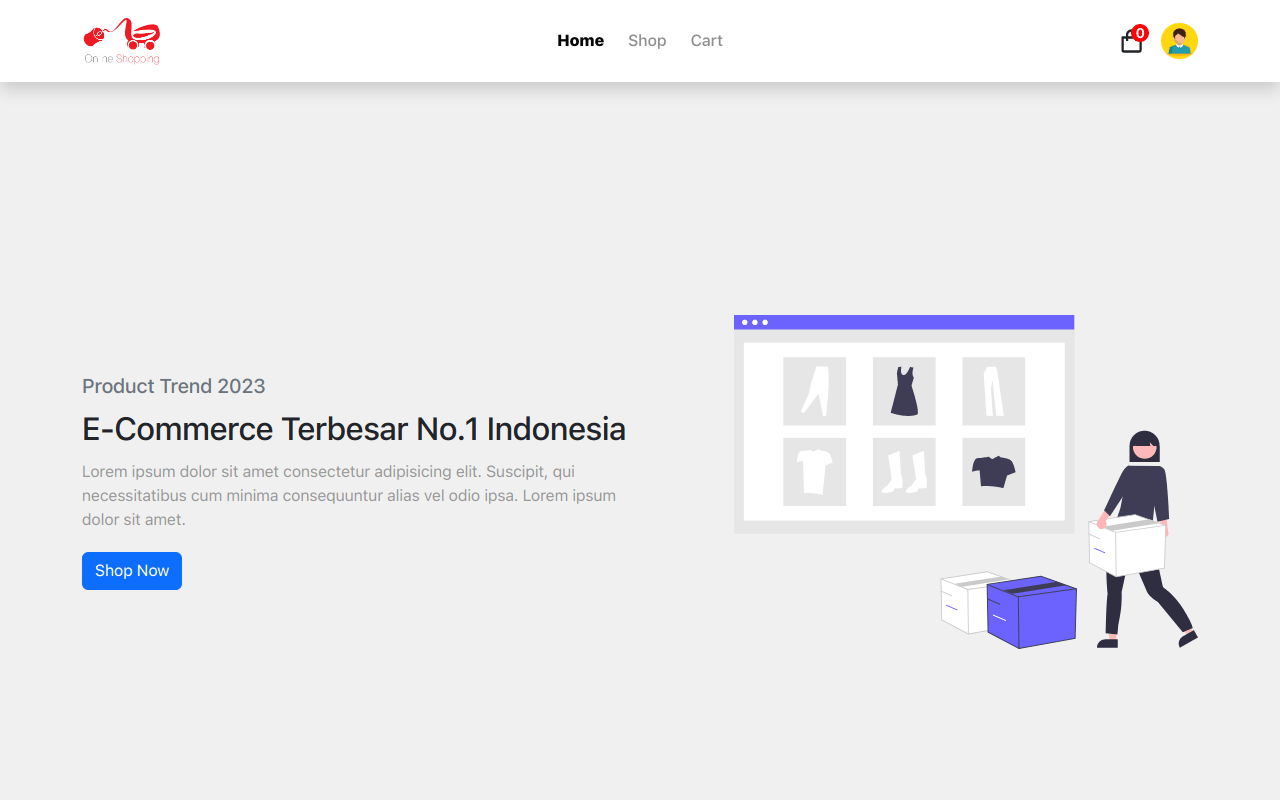 Online Shopping
Home
Shop
Cart
0
Product Trend 2023
E-Commerce Terbesar No.1 Indonesia
Lorem ipsum dolor sit amet consectetur adipisicing elit. Suscipit, qui
necessitatibus cum minima consequuntur alias vel odio ipsa. Lorem ipsum
dolor sit amet.
Shop Now